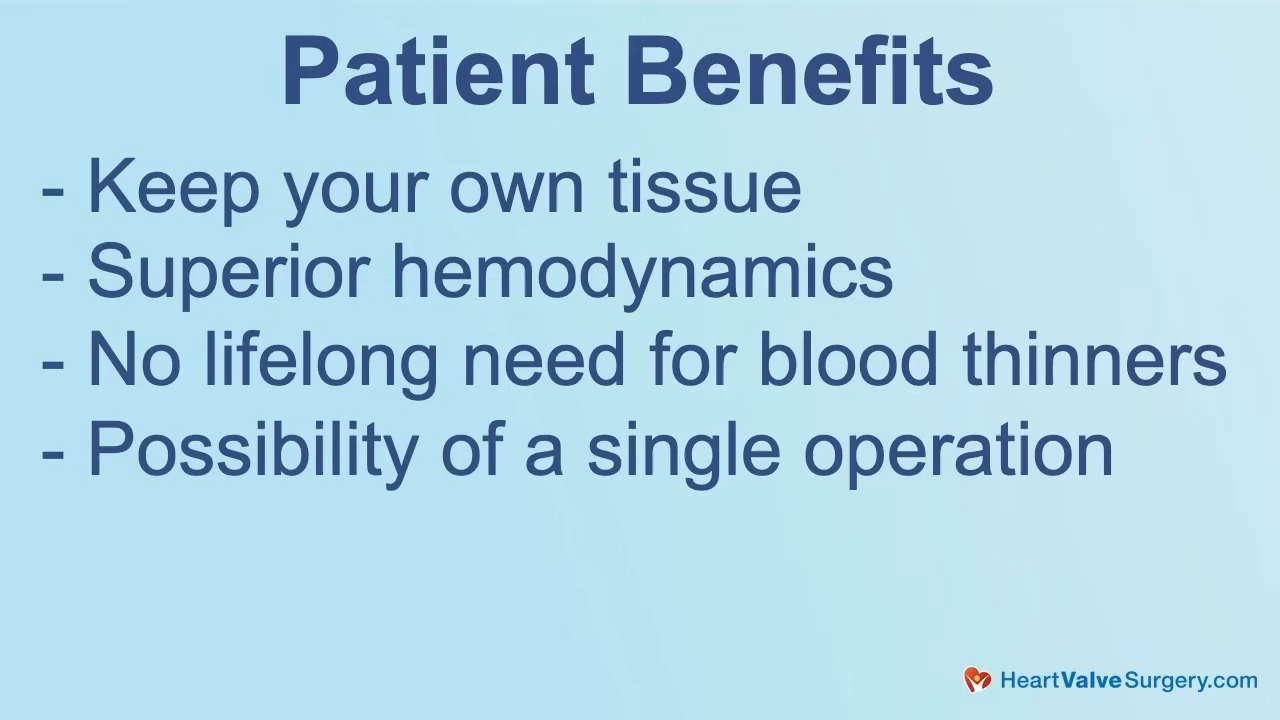 Patient Benefits
- Keep your own tissue
- Superior hemodynamics
- No lifelong need for blood thinners
- Possibility of a single operation
HeartValveSurgery.com